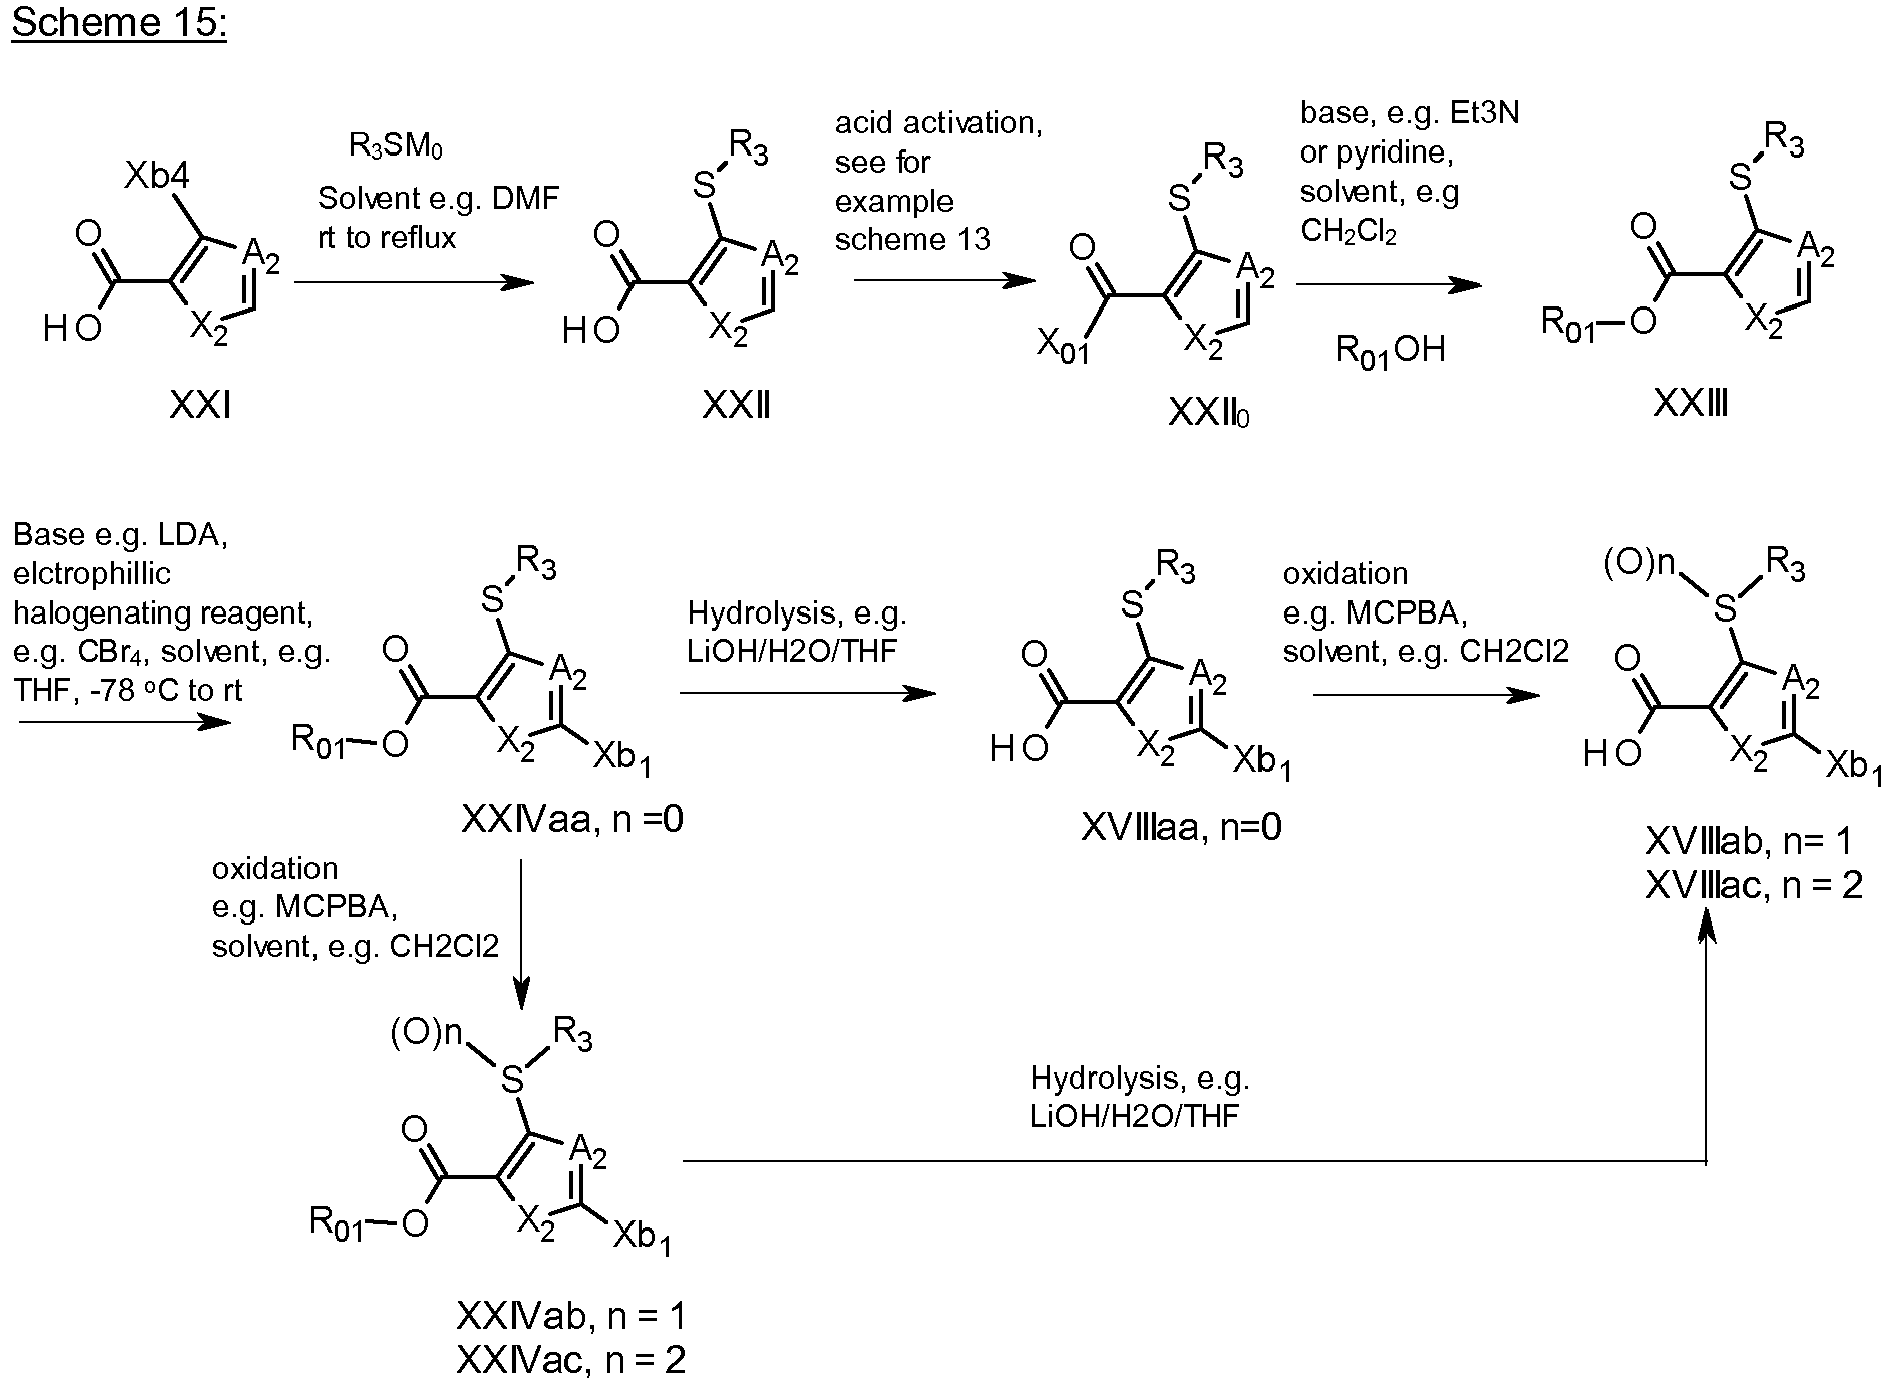 Scheme 15:
Xb4
O
HO
A2
X2
XXI
R3SM0
Solvent e.g. DMF
rt to reflux
R3
S
O
HO
A2
X2
XXII
acid activation,
see for
example
scheme 13
R3
S
O
X01
A2
X2
XXII0
base, e.g. Et3N
or pyridine,
solvent, e.g
CH2Cl2
R01OH
R3
S
O
R01 O
A2
X2
XXIII
Base e.g. LDA,
elctrophillic
halogenating reagent,
e.g. CBr4, solvent, e.g.
THF, -78 oC to rt
R3
S
O
R01 O
A2
X2
Xb1
XXIVaa, n =0
Hydrolysis, e.g.
LiOH/H2O/THF
R3
S
O
HO
A2
X2
Xb1
XVIIIaa, n=0
oxidation
e.g. MCPBA,
solvent, e.g. CH2Cl2
(O)n
R3
S
O
HO
A2
X2
Xb1
XVIIIab, n= 1
XVIIIac, n = 2
oxidation
e.g. MCPBA,
solvent, e.g. CH2Cl2
(O)n
R3
S
O
R01 O
A2
X2
Xb1
XXIVab, n = 1
XXIVac, n = 2
Hydrolysis, e.g.
LiOH/H2O/THF